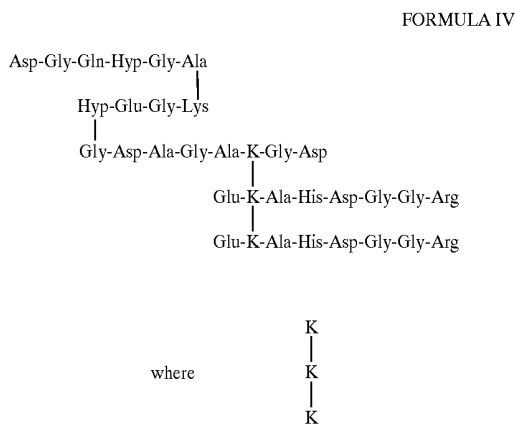 FORMULA IV
Asp-Gly-Gln-Hyp-Gly-Ala
Hyp-Glu-Gly-Lys
Gly-Asp-Ala-Gly-Ala-K-Gly-Asp
Glu-K-Ala-His-Asp-Gly-Gly-Arg
Glu-K-Ala-His-Asp-Gly-Gly-Arg
K
where K
K